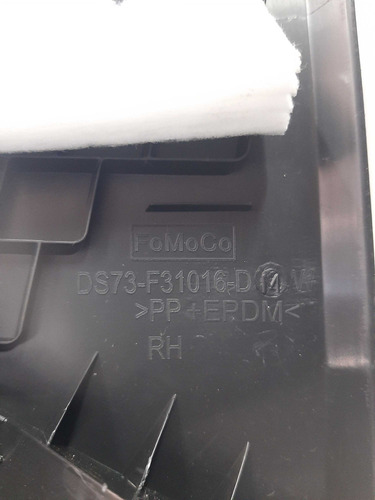 FoMoCo
DS73-F31016-D
>PP+EPDM<
RH